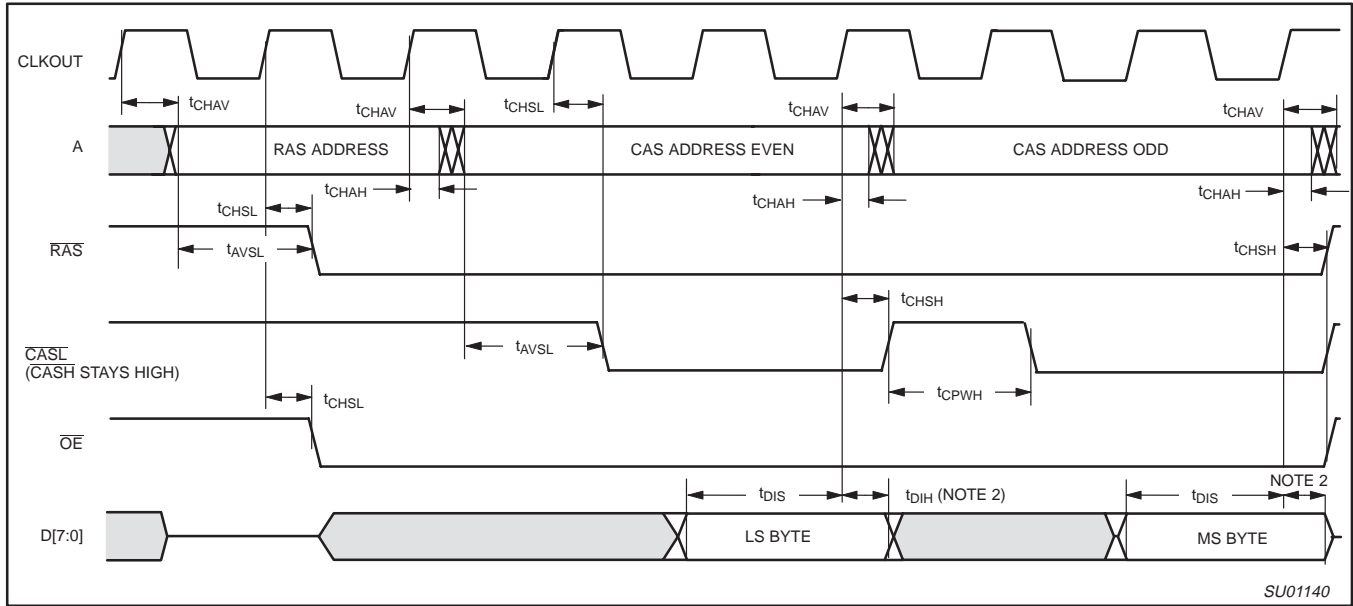 CLKOUT
tCHAV
tCHAV
tCHSL
tCHAV
tCHAV
A
RAS ADDRESS
CAS ADDRESS EVEN
CAS ADDRESS ODD
tCHAH
tCHAH
tCHAH
tCHSL
RAS
tAVSL
tCHSH
tCHSH
CASL
(CASH STAYS HIGH)
tAVSL
tCPWH
tCHSL
OE
NOTE 2
tDIS
tDIH (NOTE 2)
tDIS
D[7:0]
LS BYTE
MS BYTE
SU01140